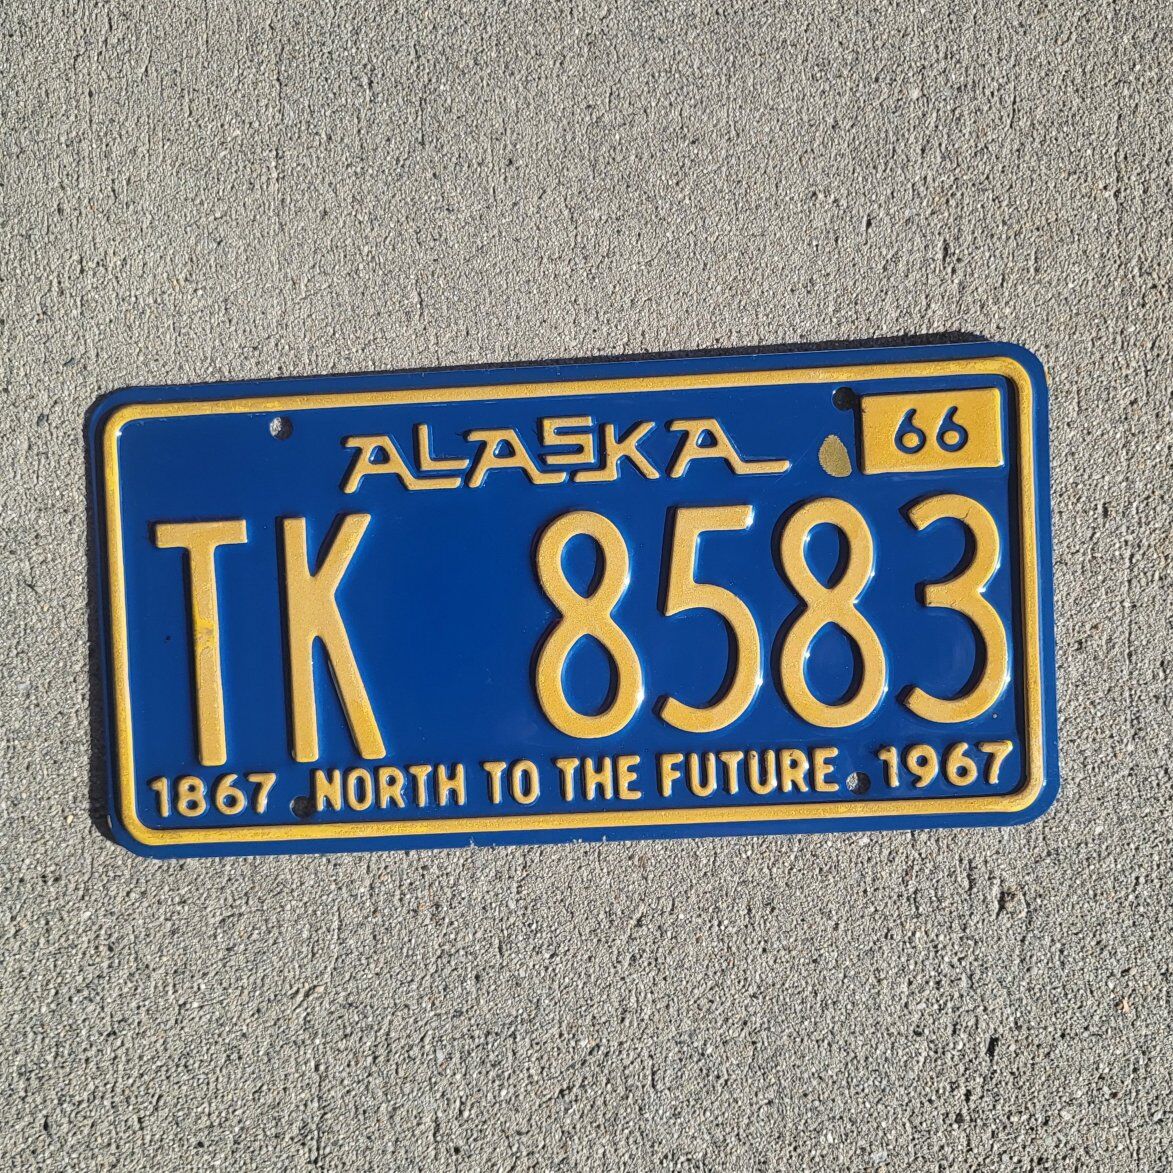 ALASKA 66
TK 8583
1867 NORTH TO THE FUTURE 1967